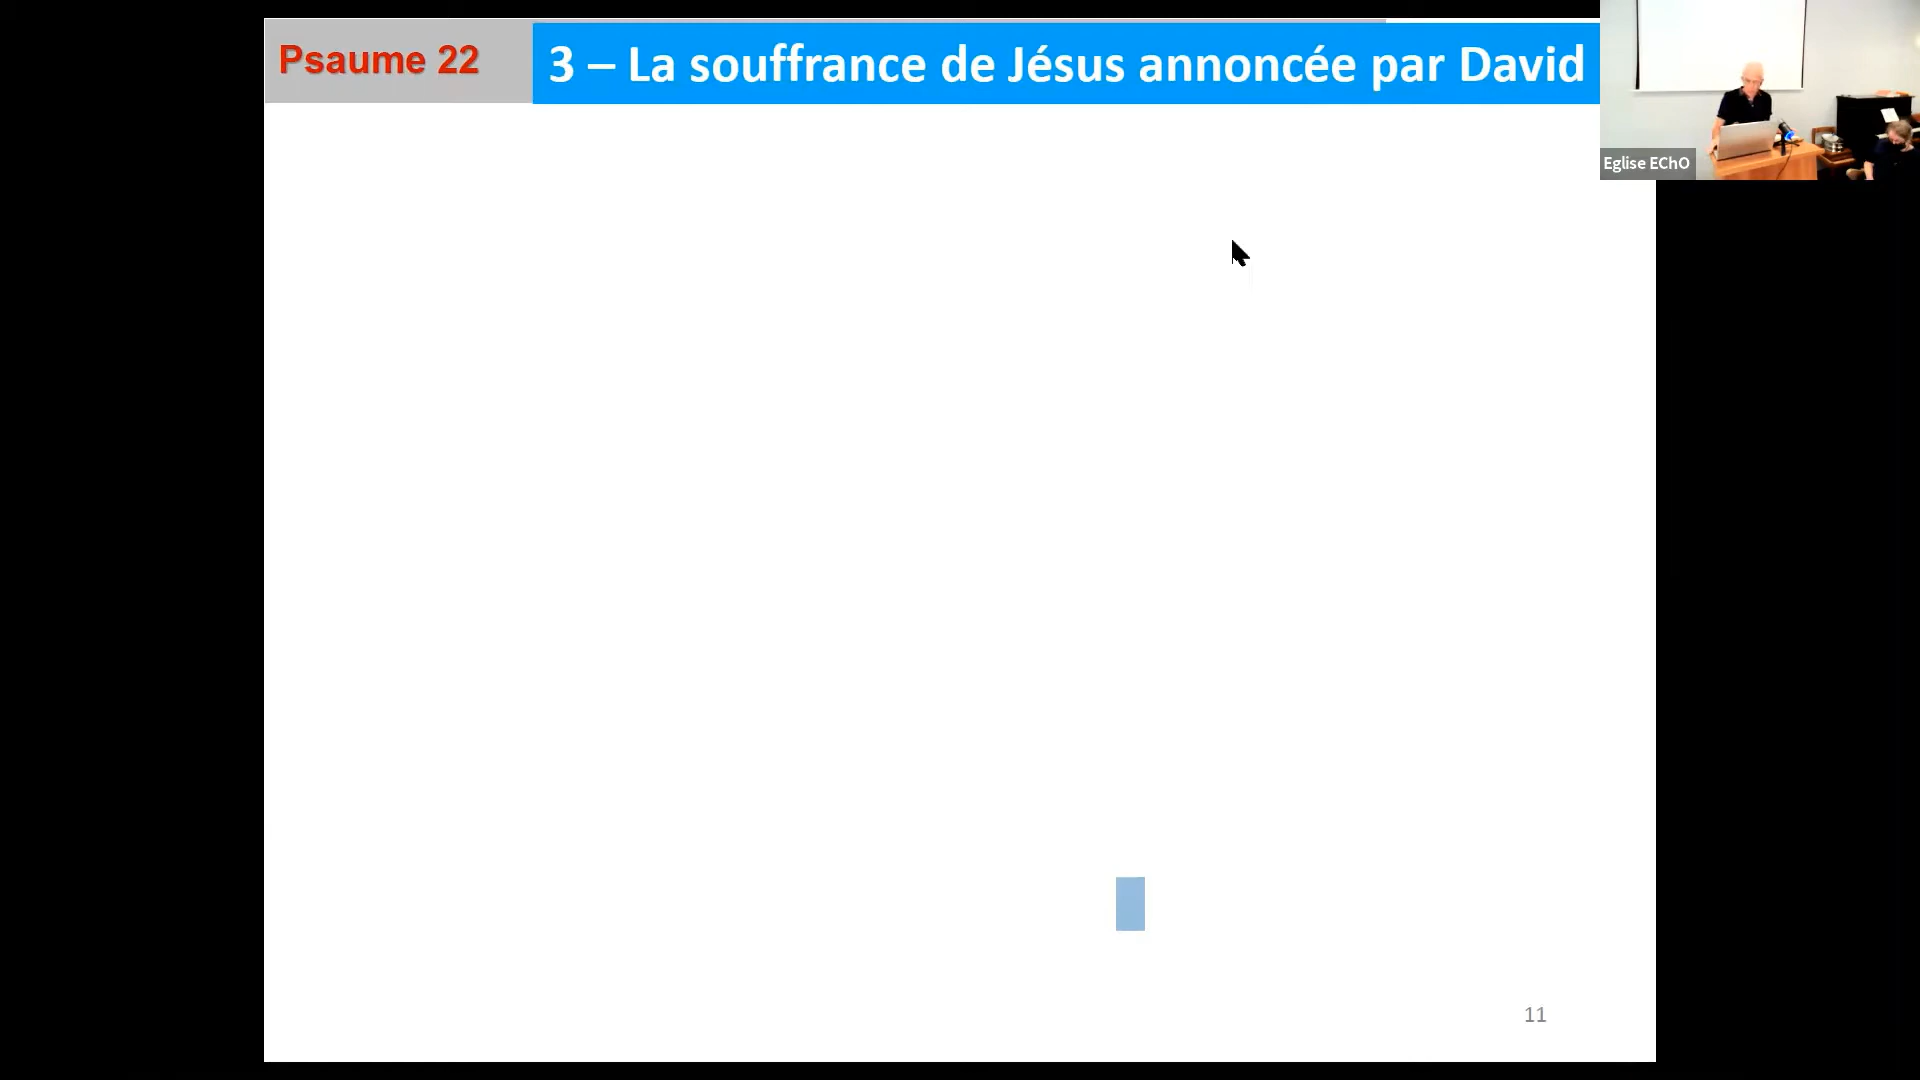 Psaume 22
3 – La souffrance de Jésus annoncée par David
Eglise EChO
11